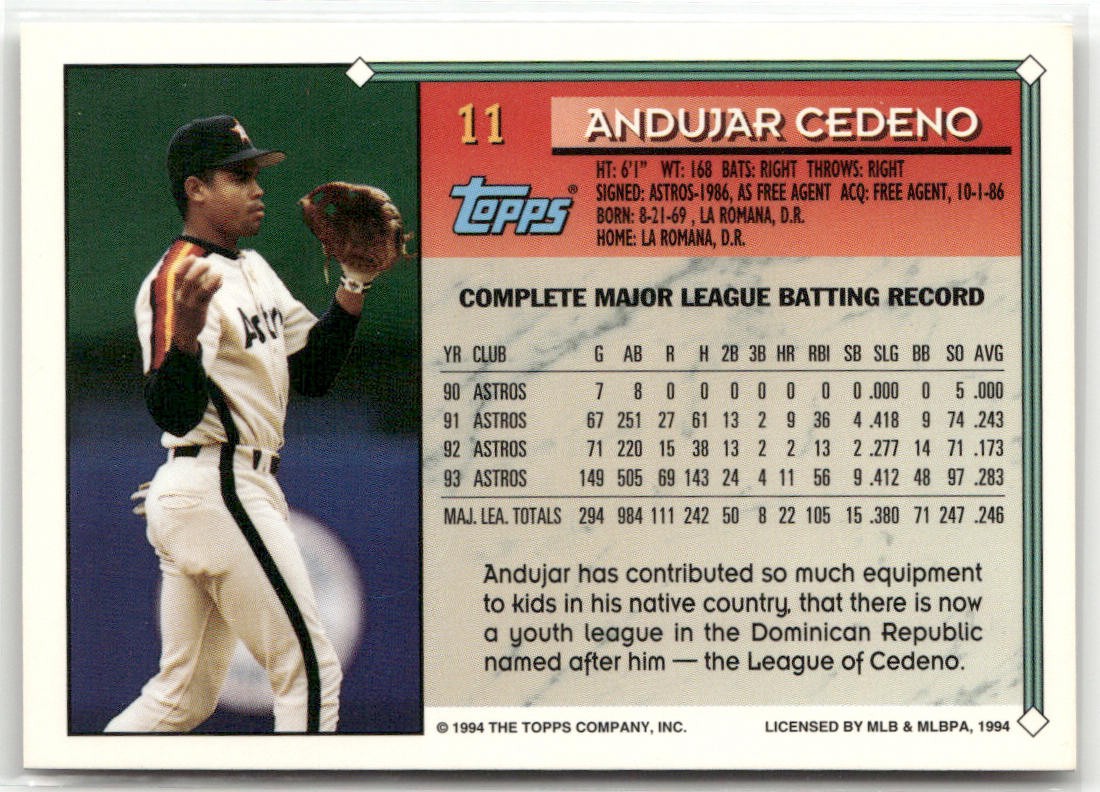 11
ANDUJAR CEDENO
topps®
HT: 6'1" WT: 168 BATS: RIGHT THROWS: RIGHT
SIGNED: ASTROS-1986, AS FREE AGENT ACQ: FREE AGENT, 10-1-86
BORN: 8-21-69 , LA ROMANA, D.R.
HOME: LA ROMANA, D.R.
Astr
COMPLETE MAJOR LEAGUE BATTING RECORD
YR CLUB G AB R H 2B 3B HR RBI SB SLG BB SO AVG
90 ASTROS 7 8 0 0 0 0 0 0 0 .000 0 5 .000
91 ASTROS 67 251 27 61 13 2 9 36 4 .418 9 74 .243
92 ASTROS 71 220 15 38 13 2 2 13 2 .277 14 71 .173
93 ASTROS 149 505 69 143 24 4 11 56 9 .412 48 97 .283
MAJ. LEA. TOTALS 294 984 111 242 50 8 22 105 15 .380 71 247 .246
Andujar has contributed so much equipment
to kids in his native country, that there is now
a youth league in the Dominican Republic
named after him — the League of Cedeno.
© 1994 THE TOPPS COMPANY, INC. LICENSED BY MLB & MLBPA, 1994